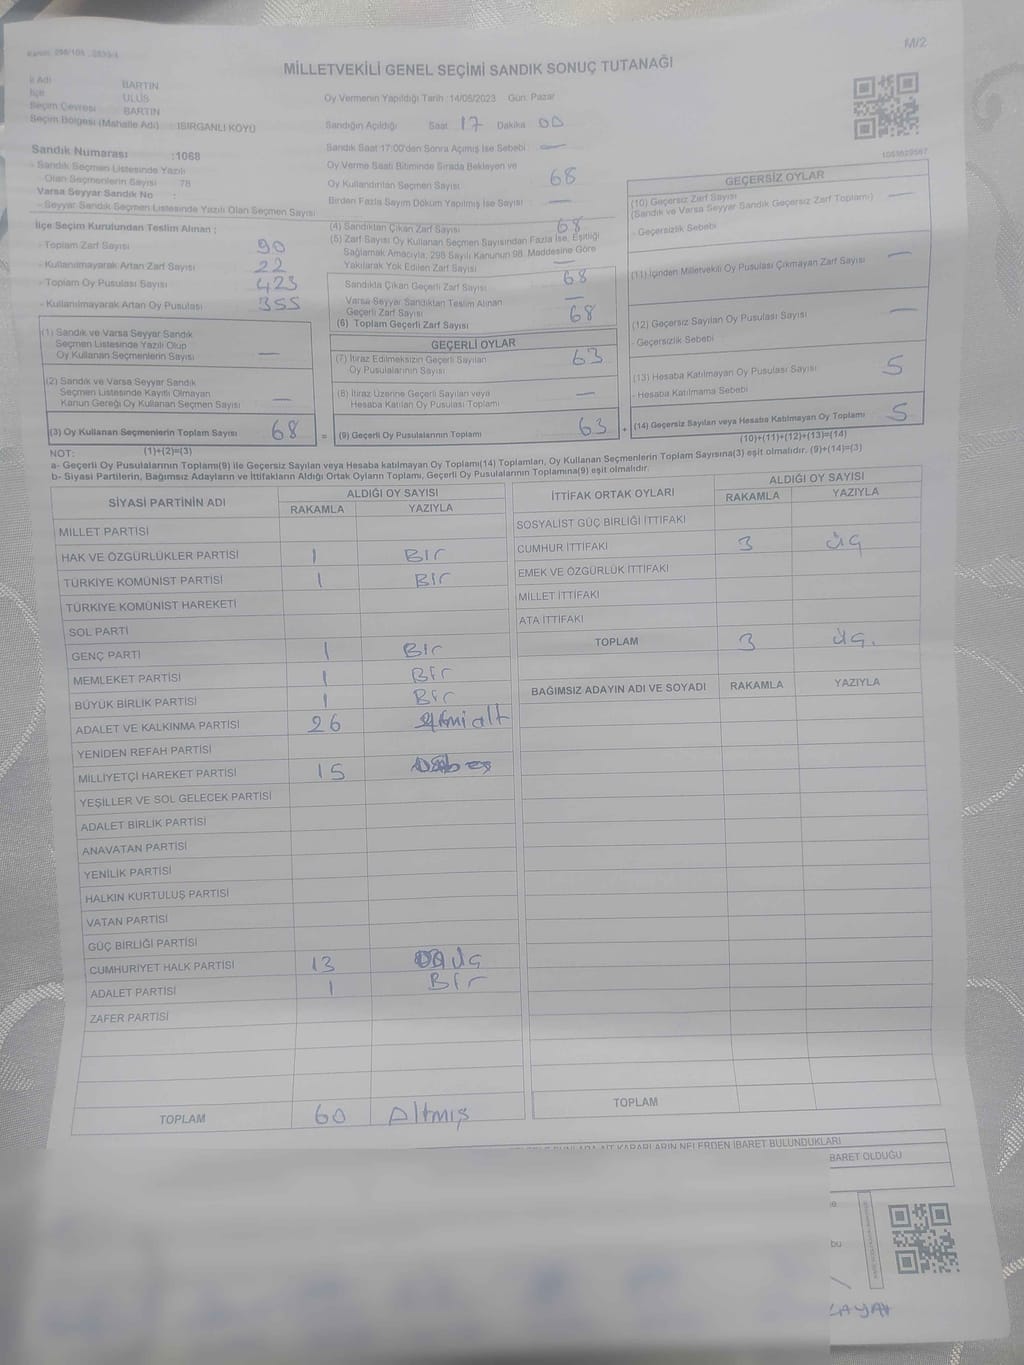 M/2
MİLLETVEKİLİ GENEL SEÇİMİ SANDIK SONUÇ TUTANAĞI
İl Adı BARTIN
İlçe ULUS
Seçim Çevresi BARTIN
Seçim Bölgesi (Mahalle Adı) : ISIRGANLI KÖYÜ
Oy Vermenin Yapıldığı Tarih : 14/05/2023 Gün: Pazar
Sandığın Açıldığı Saat 17 Dakika 00
Sandık Saat 17:00'den Sonra Açımış İse Sebebi —
Oy Verme Saati Bitiminde Sırada Bekleyen ve
Oy Kullandırılan Seçmen Sayısı 68
Birden Fazla Sayım Döküm Yapılmış İse Sayısı —
Sandık Numarası :1068
- Sandık Seçmen Listesinde Yazılı
Olan Seçmenlerin Sayısı : 78
Varsa Seyyar Sandık No :
- Seyyar Sandık Seçmen Listesinde Yazılı Olan Seçmen Sayısı
İlçe Seçim Kurulundan Teslim Alınan ;
- Toplam Zarf Sayısı 90
- Kullanılmayarak Artan Zarf Sayısı 22
- Toplam Oy Pusulası Sayısı 423
- Kullanılmayarak Artan Oy Pusulası 355
(4) Sandıktan Çıkan Zarf Sayısı 68
(5) Zarf Sayısı Oy Kullanan Seçmen Sayısından Fazla İse, Eşitliği
Sağlamak Amacıyla, 298 Sayılı Kanunun 98. Maddesine Göre
Yakılarak Yok Edilen Zarf Sayısı —
Sandıkta Çıkan Geçerli Zarf Sayısı 68
Varsa Seyyar Sandıktan Teslim Alınan
Geçerli Zarf Sayısı —
(6) Toplam Geçerli Zarf Sayısı 68
GEÇERSİZ OYLAR
(10) Geçersiz Zarf Sayısı —
(Sandık ve Varsa Seyyar Sandık Geçersiz Zarf Toplamı)
- Geçersizlik Sebebi
(11) İçinden Milletvekili Oy Pusulası Çıkmayan Zarf Sayısı —
(12) Geçersiz Sayılan Oy Pusulası Sayısı —
- Geçersizlik Sebebi
(13) Hesaba Katılmayan Oy Pusulası Sayısı 5
- Hesaba Katılmama Sebebi
(14) Geçersiz Sayılan veya Hesaba Katılmayan Oy Toplamı 5
(10)+(11)+(12)+(13)=(14)
(1) Sandık ve Varsa Seyyar Sandık
Seçmen Listesinde Yazılı Olup
Oy Kullanan Seçmenlerin Sayısı —
(2) Sandık ve Varsa Seyyar Sandık
Seçmen Listesinde Kayıtlı Olmayan
Kanun Gereği Oy Kullanan Seçmen Sayısı —
(3) Oy Kullanan Seçmenlerin Toplam Sayısı 68 =
(1)+(2)=(3)
GEÇERLİ OYLAR
(7) İtiraz Edilmeksizin Geçerli Sayılan
Oy Pusulalarının Sayısı 63
(8) İtiraz Üzerine Geçerli Sayılan veya
Hesaba Katılan Oy Pusulası Toplamı —
(9) Geçerli Oy Pusulalarının Toplamı 63 +
NOT:
a- Geçerli Oy Pusulalarının Toplamı(9) ile Geçersiz Sayılan veya Hesaba katılmayan Oy Toplamı(14) Toplamları, Oy Kullanan Seçmenlerin Toplam Sayısına(3) eşit olmalıdır. (9)+(14)=(3)
b- Siyasi Partilerin, Bağımsız Adayların ve İttifakların Aldığı Ortak Oyların Toplamı, Geçerli Oy Pusulalarının Toplamına(9) eşit olmalıdır.
SİYASİ PARTİNİN ADI ALDIĞI OY SAYISI
RAKAMLA YAZIYLA
MİLLET PARTİSİ
HAK VE ÖZGÜRLÜKLER PARTİSİ 1 Bir
TÜRKİYE KOMÜNİST PARTİSİ 1 Bir
TÜRKİYE KOMÜNİST HAREKETİ
SOL PARTİ
GENÇ PARTİ 1 Bir
MEMLEKET PARTİSİ 1 Bir
BÜYÜK BİRLİK PARTİSİ 1 Bir
ADALET VE KALKINMA PARTİSİ 26
YENİDEN REFAH PARTİSİ
MİLLİYETÇİ HAREKET PARTİSİ 15
YEŞİLLER VE SOL GELECEK PARTİSİ
ADALET BİRLİK PARTİSİ
ANAVATAN PARTİSİ
YENİLİK PARTİSİ
HALKIN KURTULUŞ PARTİSİ
VATAN PARTİSİ
GÜÇ BİRLİĞİ PARTİSİ
CUMHURİYET HALK PARTİSİ 13
ADALET PARTİSİ 1 Bir
ZAFER PARTİSİ
TOPLAM 60 Altmış
İTTİFAK ORTAK OYLARI ALDIĞI OY SAYISI
RAKAMLA YAZIYLA
SOSYALİST GÜÇ BİRLİĞİ İTTİFAKI
CUMHUR İTTİFAKI 3 üç
EMEK VE ÖZGÜRLÜK İTTİFAKI
MİLLET İTTİFAKI
ATA İTTİFAKI
TOPLAM 3 üç.
BAĞIMSIZ ADAYIN ADI VE SOYADI RAKAMLA YAZIYLA
TOPLAM
KARARLARIN NELERDEN İBARET BULUNDUKLARI
BARET OLDUĞU
bu